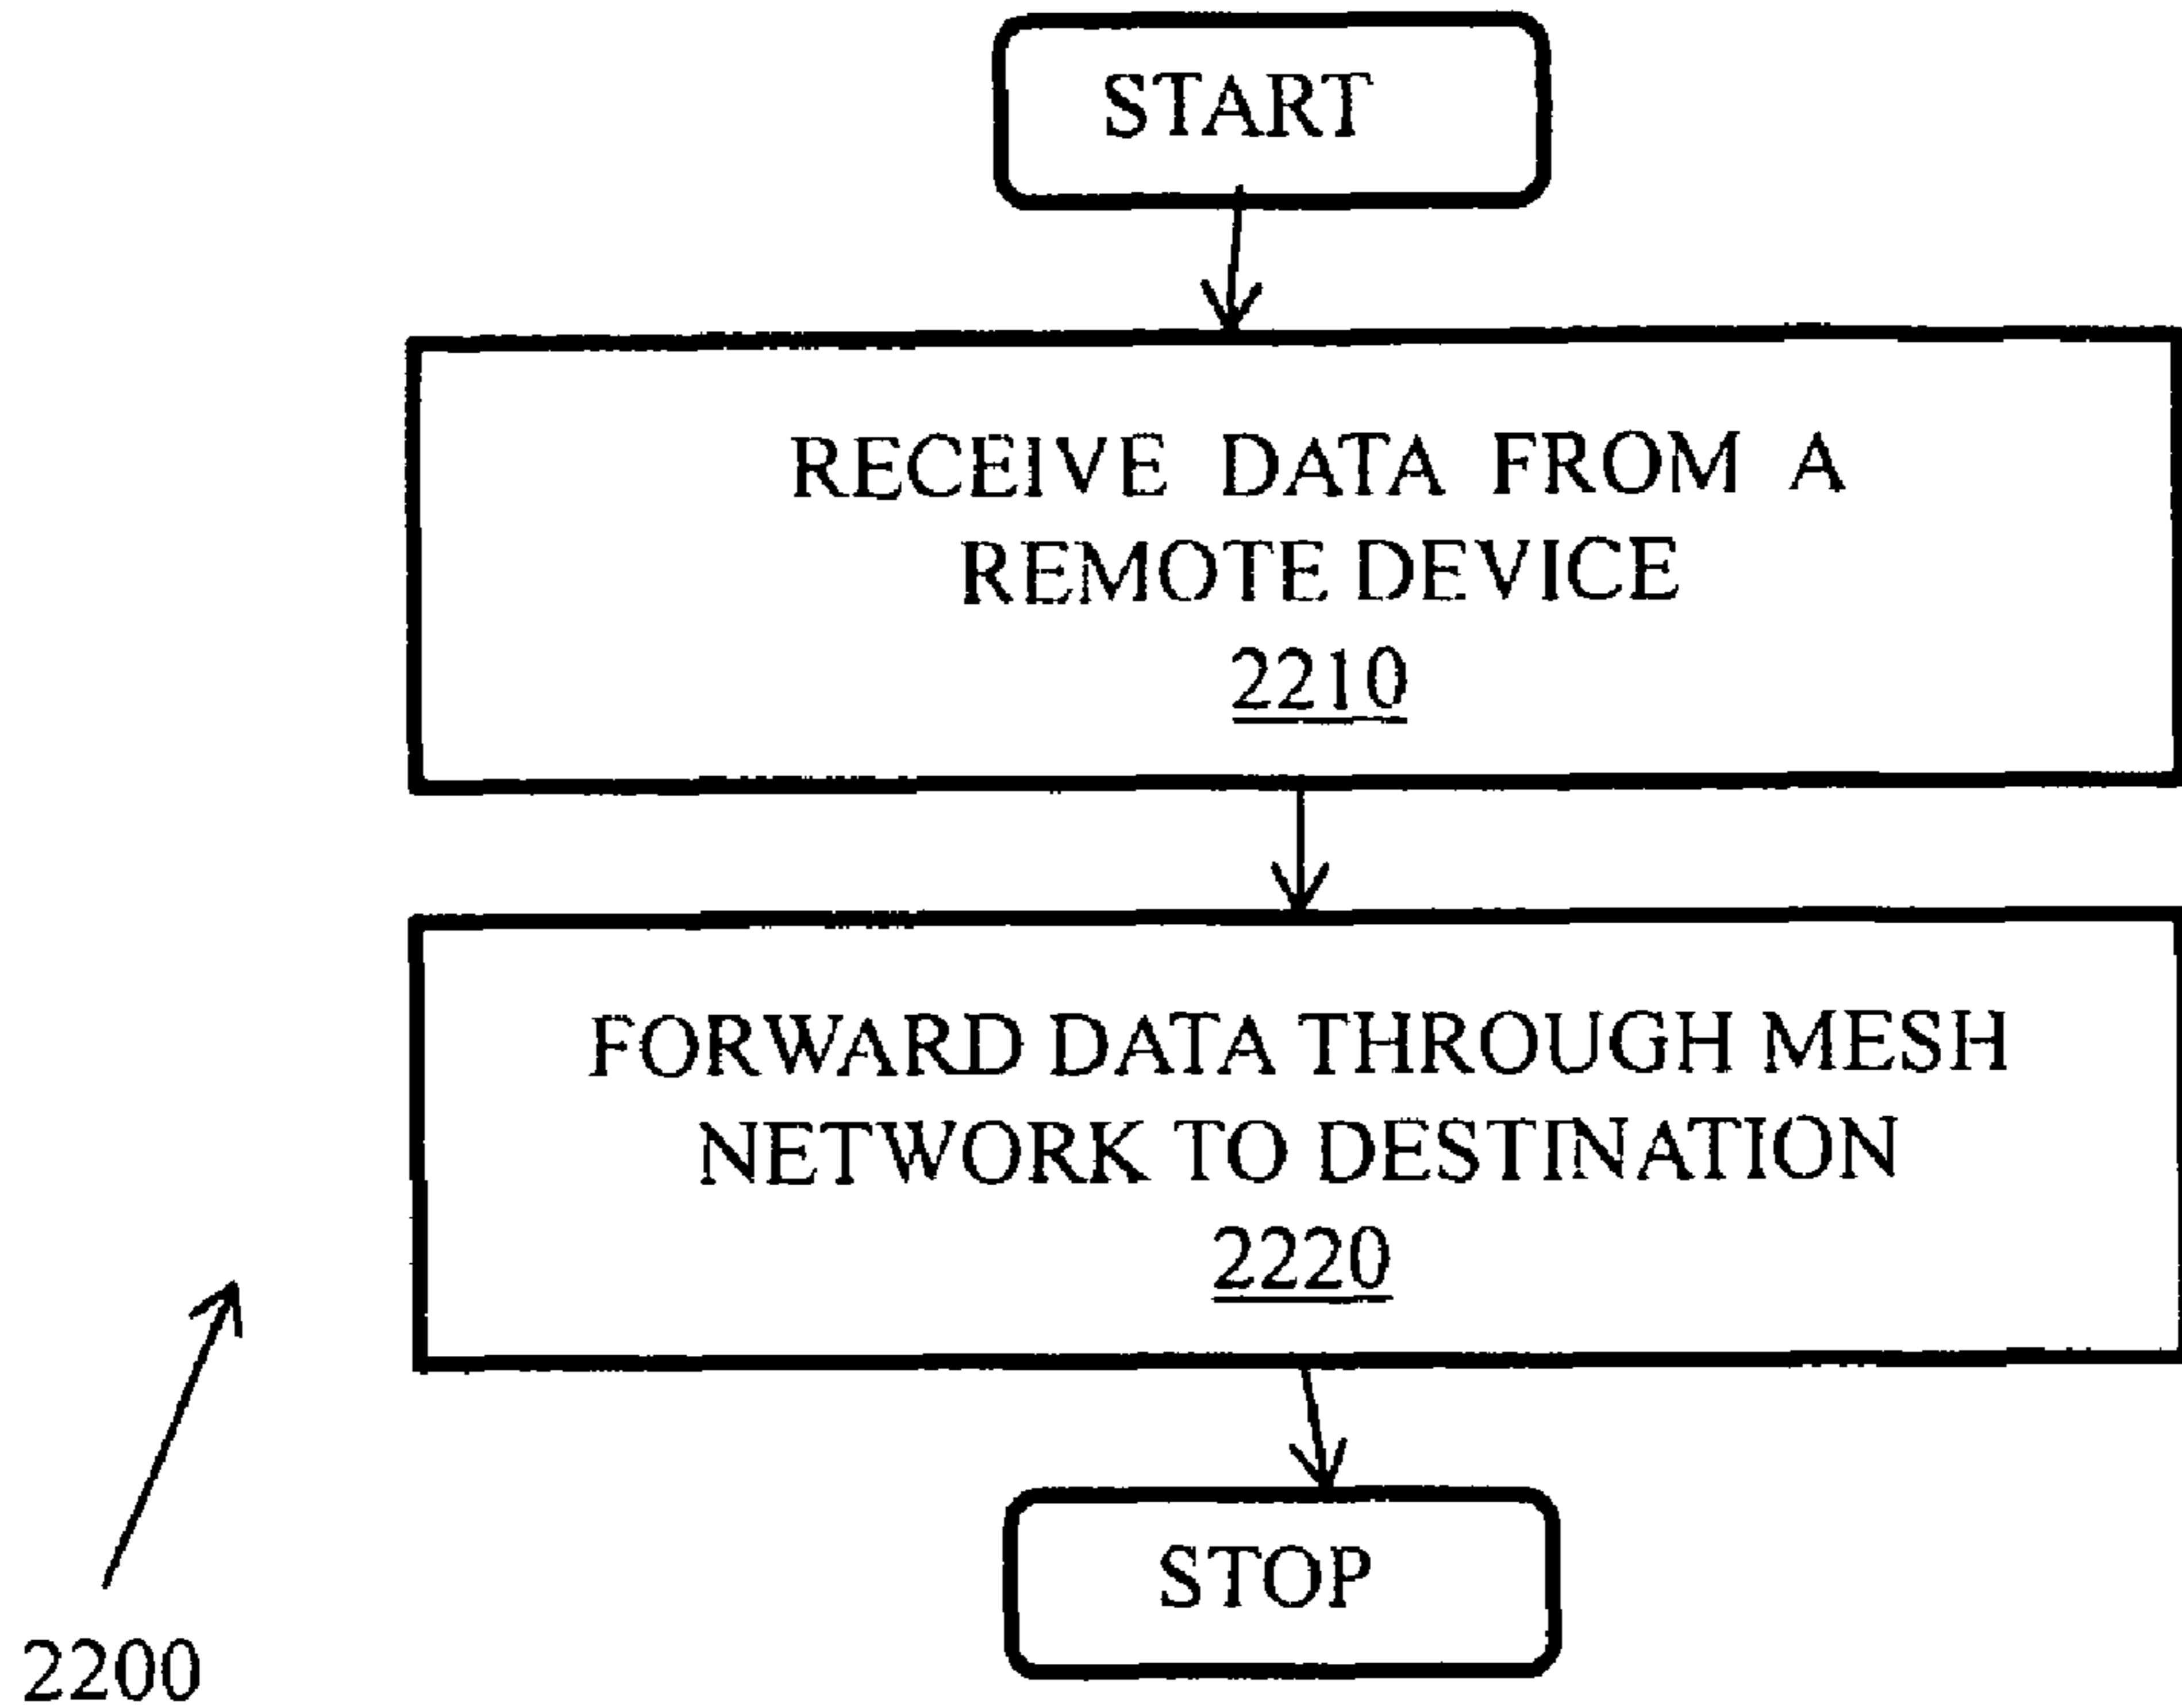 START
RECEIVE DATA FROM A
REMOTE DEVICE
2210
FORWARD DATA THROUGH MESH
NETWORK TO DESTINATION
2220
STOP
2200